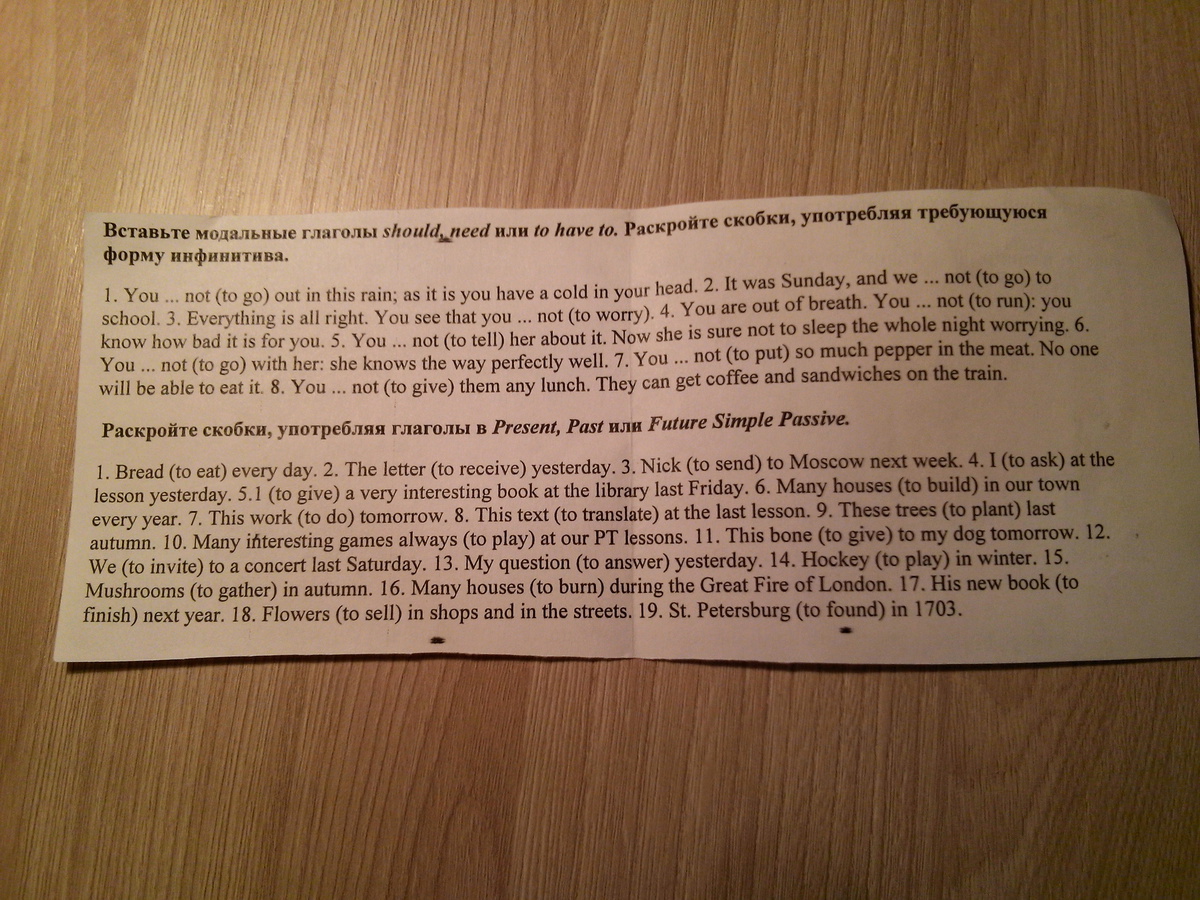 Вставьте модальные глаголы should, need или to have to. Раскройте скобки, употребляя требующуюся
форму инфинитива.
1. You ... not (to go) out in this rain; as it is you have a cold in your head. 2. It was Sunday, and we ... not (to go) to
school. 3. Everything is all right. You see that you ... not (to worry). 4. You are out of breath. You ... not (to run): you
know how bad it is for you. 5. You ... not (to tell) her about it. Now she is sure not to sleep the whole night worrying. 6.
You ... not (to go) with her: she knows the way perfectly well. 7. You ... not (to put) so much pepper in the meat. No one
will be able to eat it. 8. You ... not (to give) them any lunch. They can get coffee and sandwiches on the train.
Раскройте скобки, употребляя глаголы в Present, Past или Future Simple Passive.
1. Bread (to eat) every day. 2. The letter (to receive) yesterday. 3. Nick (to send) to Moscow next week. 4. I (to ask) at the
lesson yesterday. 5.1 (to give) a very interesting book at the library last Friday. 6. Many houses (to build) in our town
every year. 7. This work (to do) tomorrow. 8. This text (to translate) at the last lesson. 9. These trees (to plant) last
autumn. 10. Many interesting games always (to play) at our PT lessons. 11. This bone (to give) to my dog tomorrow. 12.
We (to invite) to a concert last Saturday. 13. My question (to answer) yesterday. 14. Hockey (to play) in winter. 15.
Mushrooms (to gather) in autumn. 16. Many houses (to burn) during the Great Fire of London. 17. His new book (to
finish) next year. 18. Flowers (to sell) in shops and in the streets. 19. St. Petersburg (to found) in 1703.